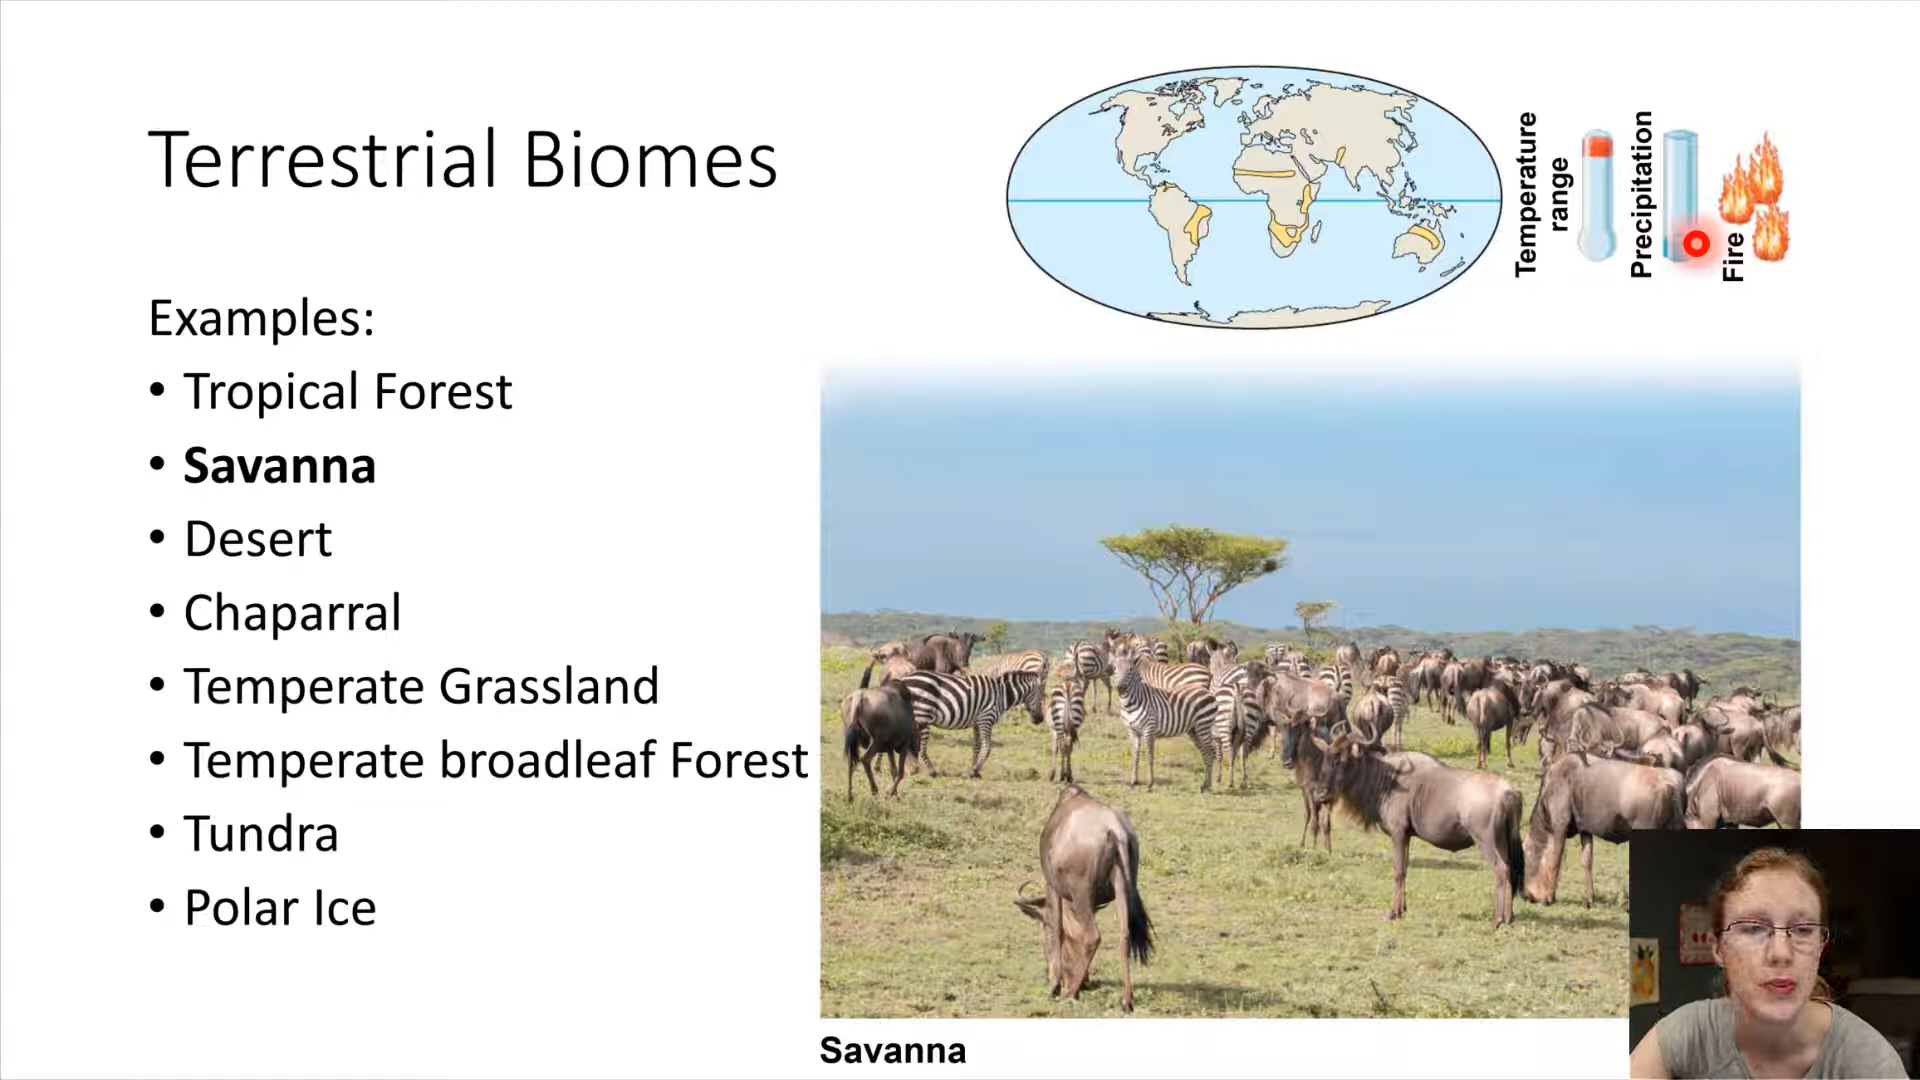 Terrestrial Biomes
Temperature
range
Precipitation
Fire
Examples:
• Tropical Forest
• Savanna
• Desert
• Chaparral
• Temperate Grassland
• Temperate broadleaf Forest
• Tundra
• Polar Ice
Savanna